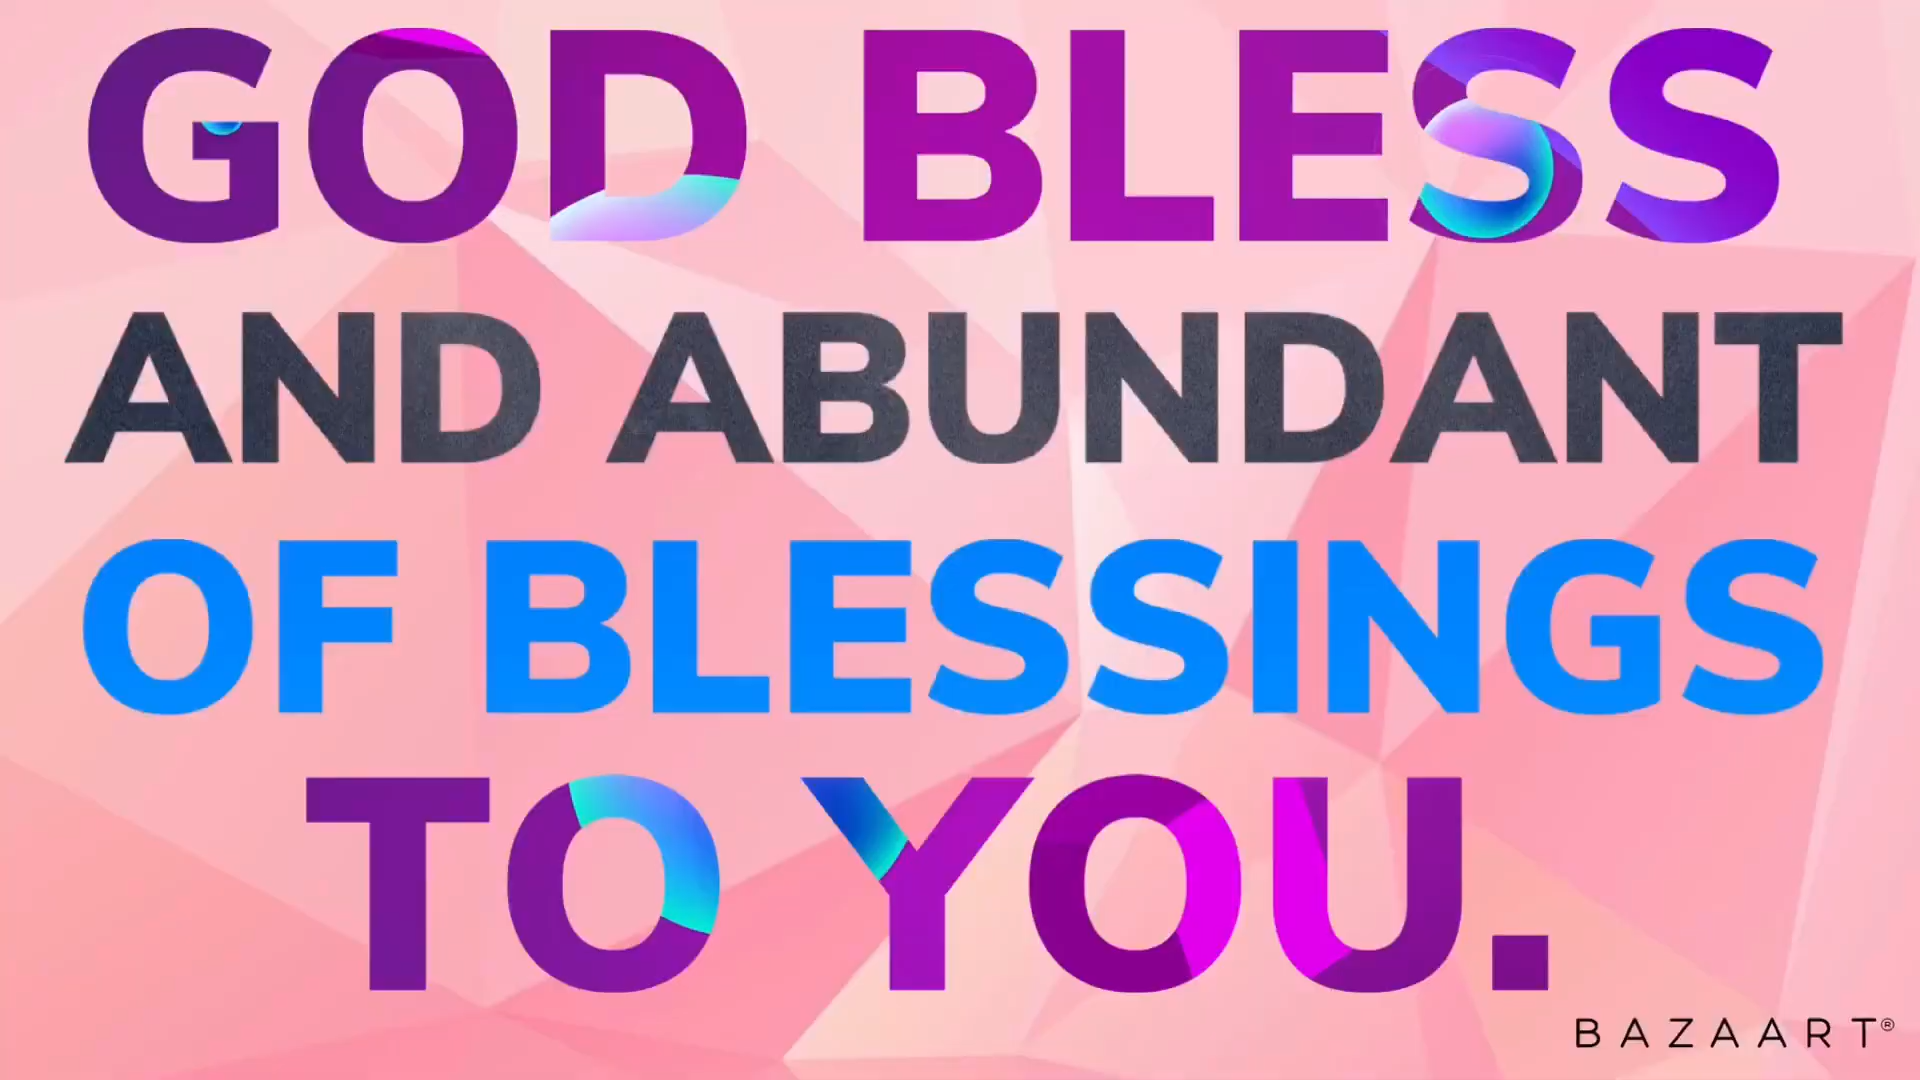 GOD BLESS
AND ABUNDANT
OF BLESSINGS
TO YOU.
BAZAART®